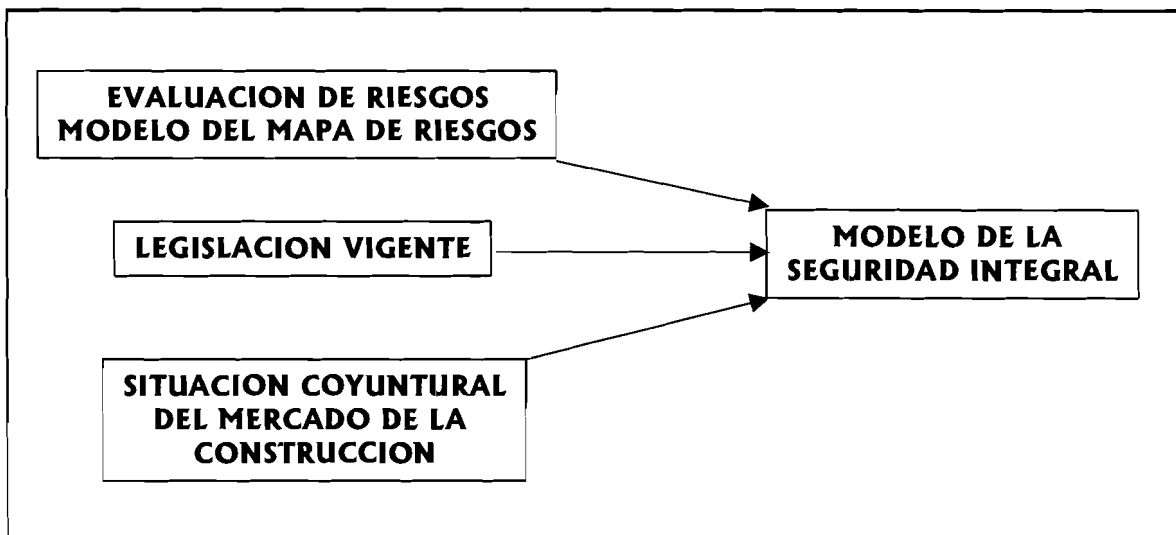 EVALUACION DE RIESGOS
MODELO DEL MAPA DE RIESGOS
LEGISLACION VIGENTE
MODELO DE LA
SEGURIDAD INTEGRAL
SITUACION COYUNTURAL
DEL MERCADO DE LA
CONSTRUCCION